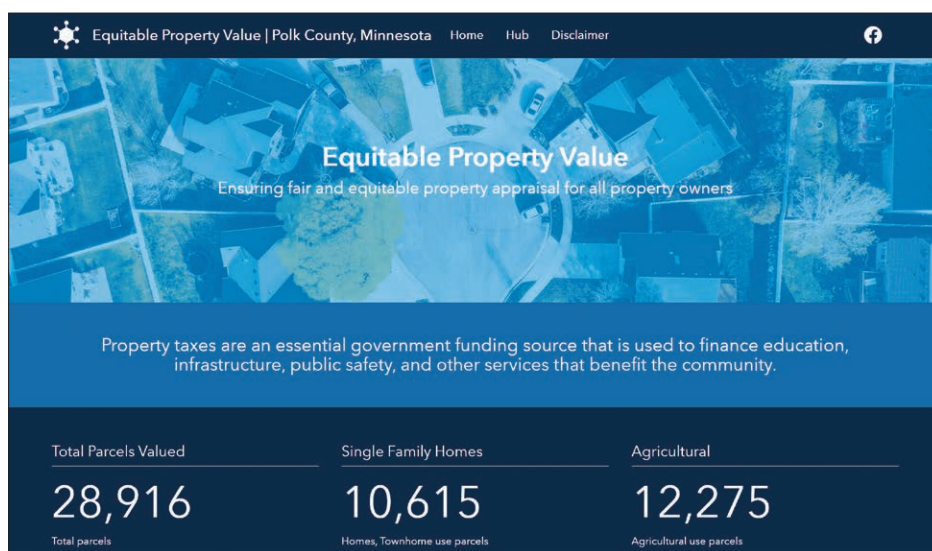 Equitable Property Value | Polk County, Minnesota Home Hub Disclaimer
Equitable Property Value
Ensuring fair and equitable property appraisal for all property owners
Property taxes are an essential government funding source that is used to finance education,
infrastructure, public safety, and other services that benefit the community.
Total Parcels Valued
28,916
Total parcels
Single Family Homes
10,615
Homes, Townhome use parcels
Agricultural
12,275
Agricultural use parcels